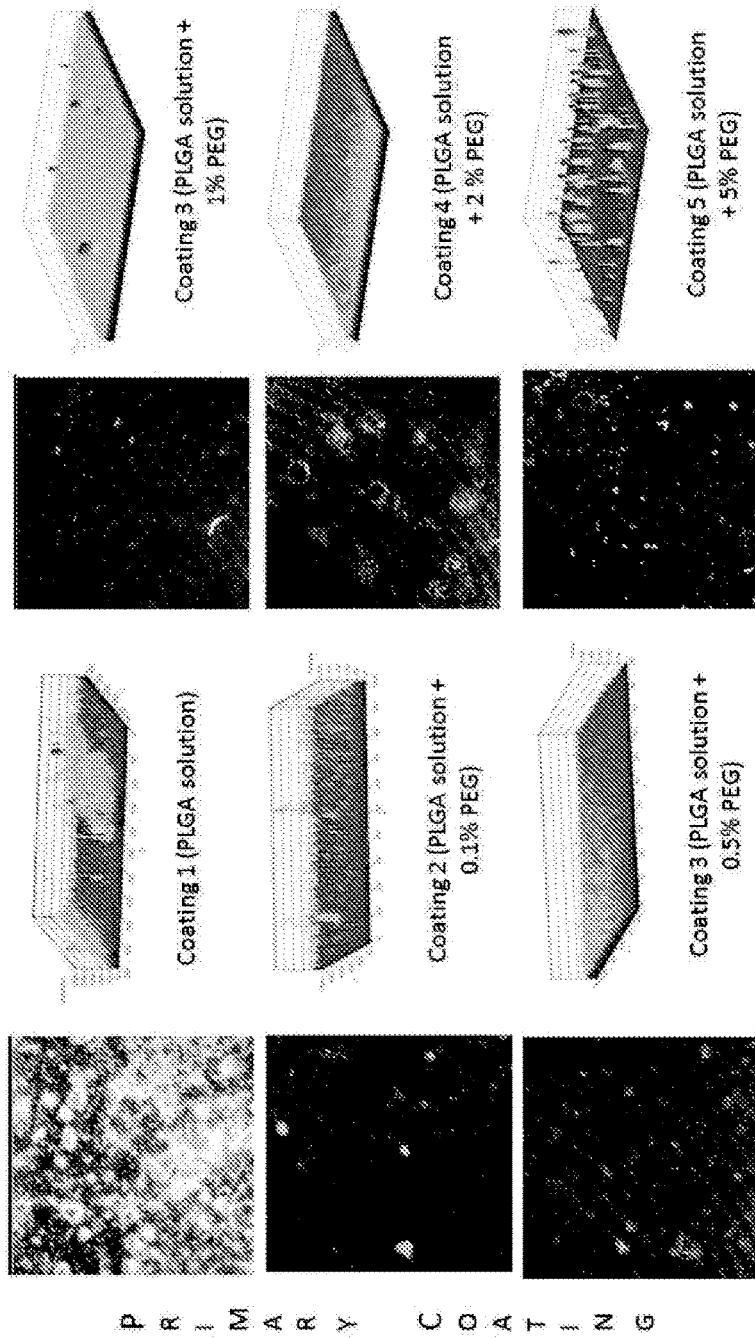 PRIMARY COATING
Coating 1 (PLGA solution)
Coating 3 (PLGA solution +
1% PEG)
Coating 2 (PLGA solution +
0.1% PEG)
Coating 4 (PLGA solution
+ 2 % PEG)
Coating 3 (PLGA solution +
0.5% PEG)
Coating 5 (PLGA solution
+ 5% PEG)